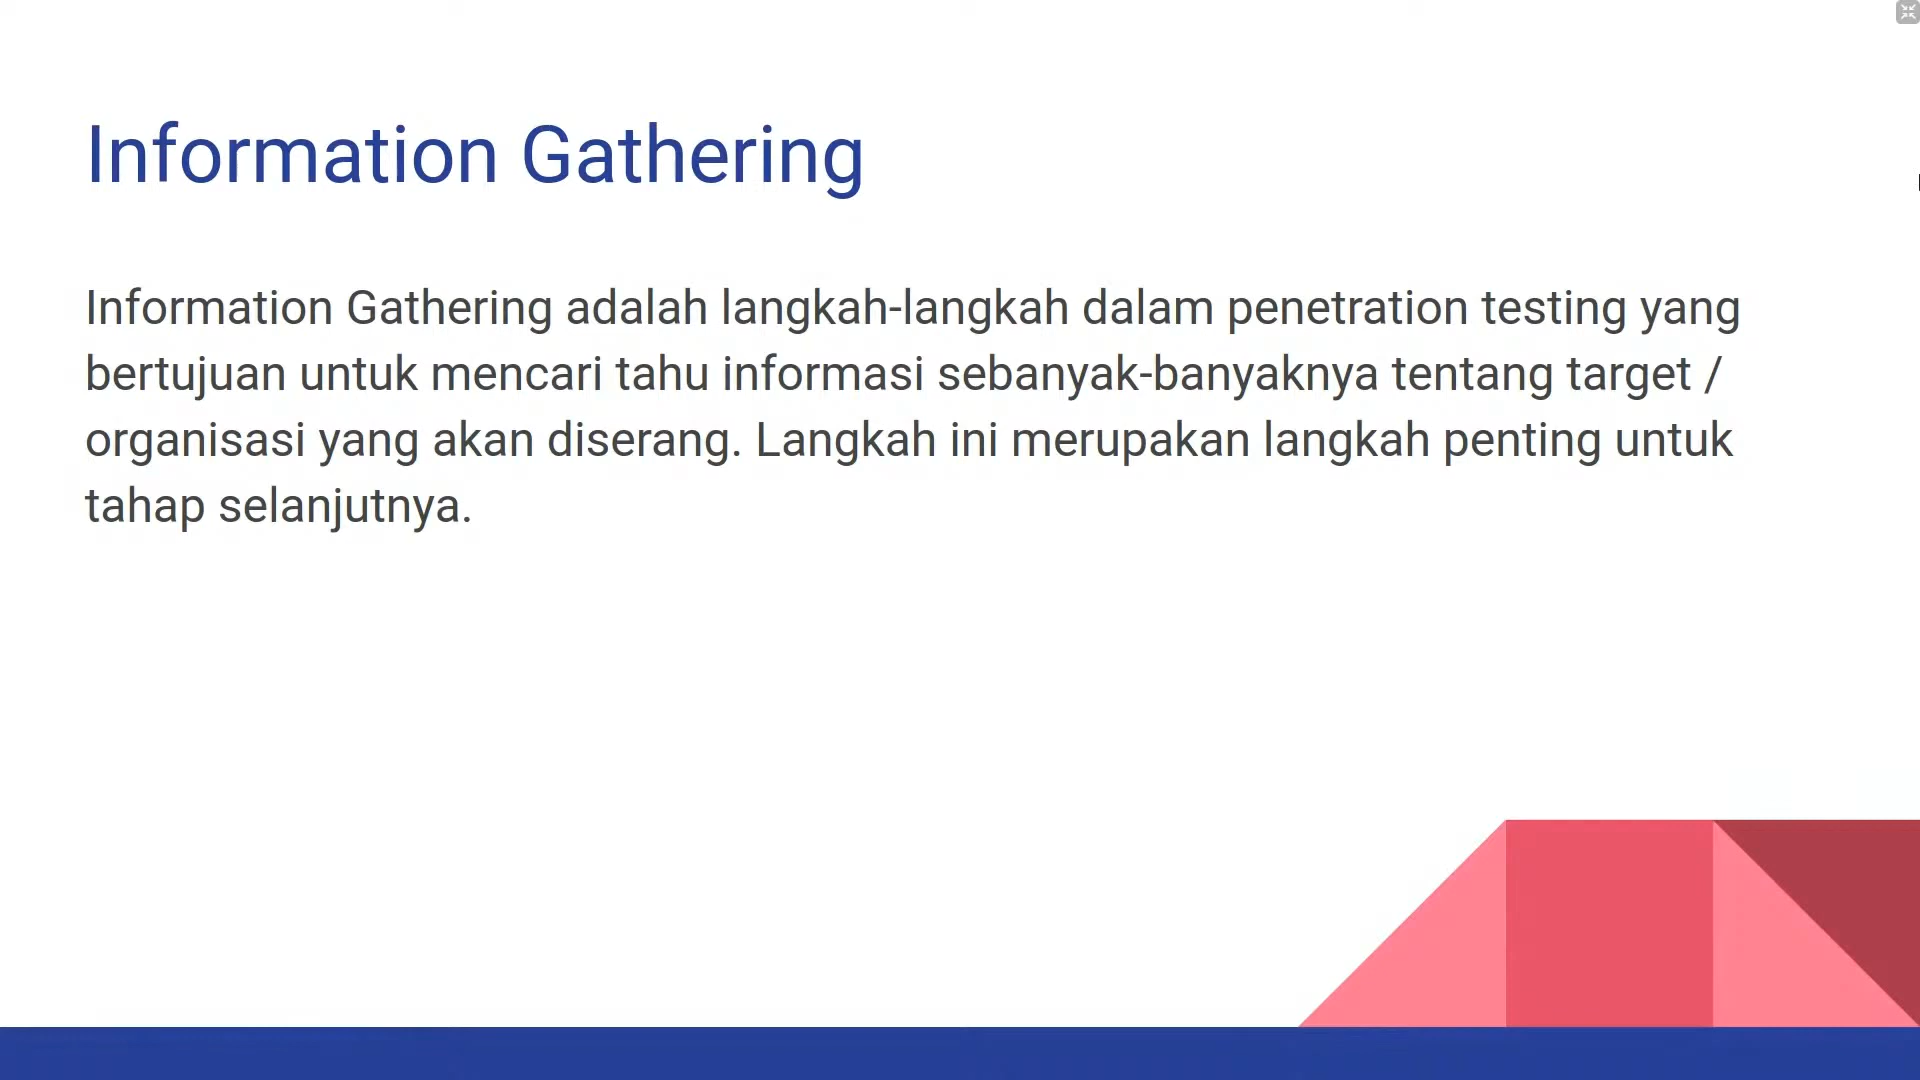 Information Gathering
Information Gathering adalah langkah-langkah dalam penetration testing yang
bertujuan untuk mencari tahu informasi sebanyak-banyaknya tentang target /
organisasi yang akan diserang. Langkah ini merupakan langkah penting untuk
tahap selanjutnya.